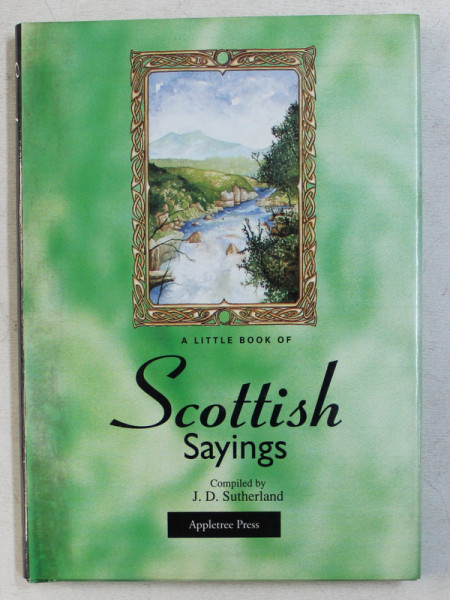 A LITTLE BOOK OF
Scottish
Sayings
Compiled by
J. D. Sutherland
Appletree Press